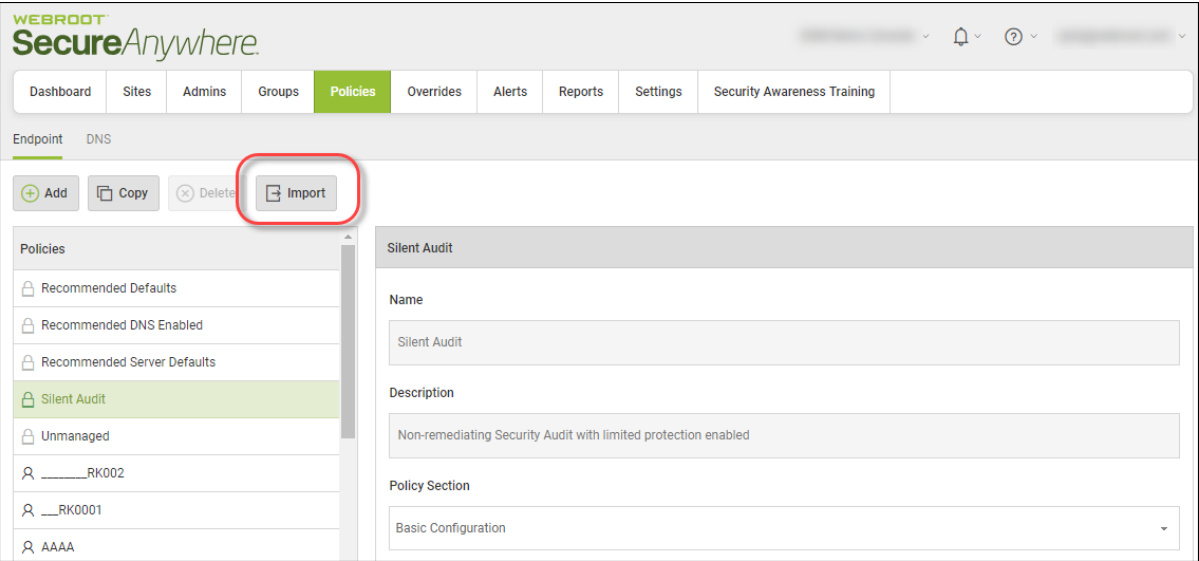 WEBROOT
SecureAnywhere.
Dashboard Sites Admins Groups Policies Overrides Alerts Reports Settings Security Awareness Training
Endpoint DNS
Add Copy Delete Import
Policies
Recommended Defaults
Recommended DNS Enabled
Recommended Server Defaults
Silent Audit
Unmanaged
________RK002
___RK0001
AAAA
Silent Audit
Name
Silent Audit
Description
Non-remediating Security Audit with limited protection enabled
Policy Section
Basic Configuration